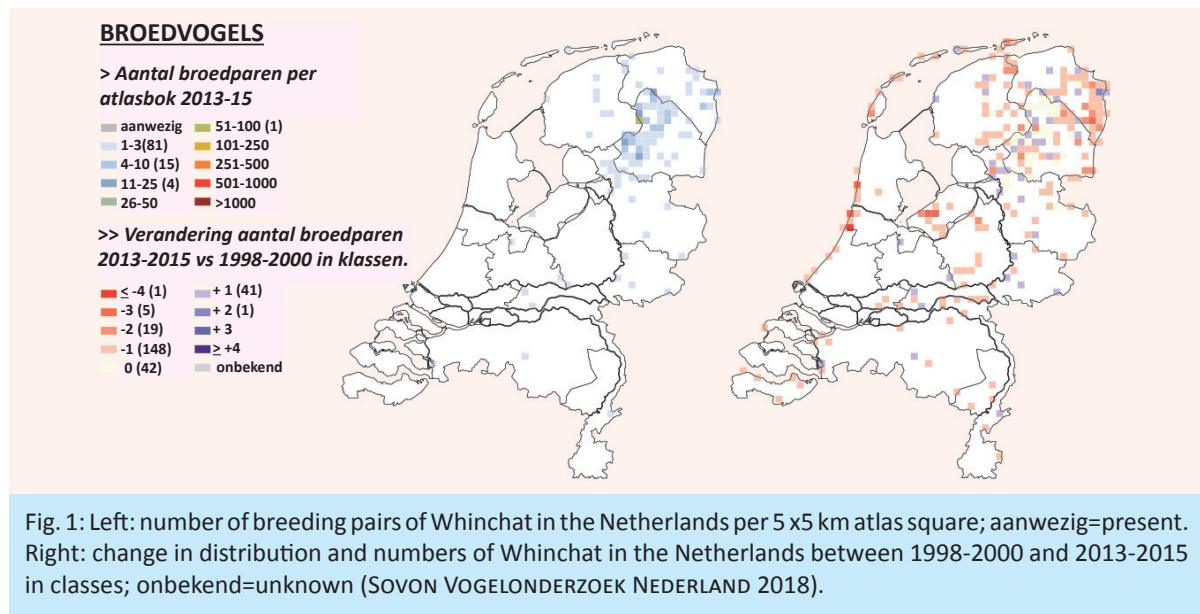 BROEDVOGELS
> Aantal broedparen per
atlasbok 2013-15
aanwezig
1-3(81)
4-10 (15)
11-25 (4)
26-50
51-100 (1)
101-250
251-500
501-1000
>1000
>> Verandering aantal broedparen
2013-2015 vs 1998-2000 in klassen.
≤ -4 (1)
-3 (5)
-2 (19)
-1 (148)
0 (42)
+ 1 (41)
+ 2 (1)
+ 3
≥ +4
onbekend
Fig. 1: Left: number of breeding pairs of Whinchat in the Netherlands per 5 x5 km atlas square; aanwezig=present.
Right: change in distribution and numbers of Whinchat in the Netherlands between 1998-2000 and 2013-2015
in classes; onbekend=unknown (SOVON VOGELONDERZOEK NEDERLAND 2018).